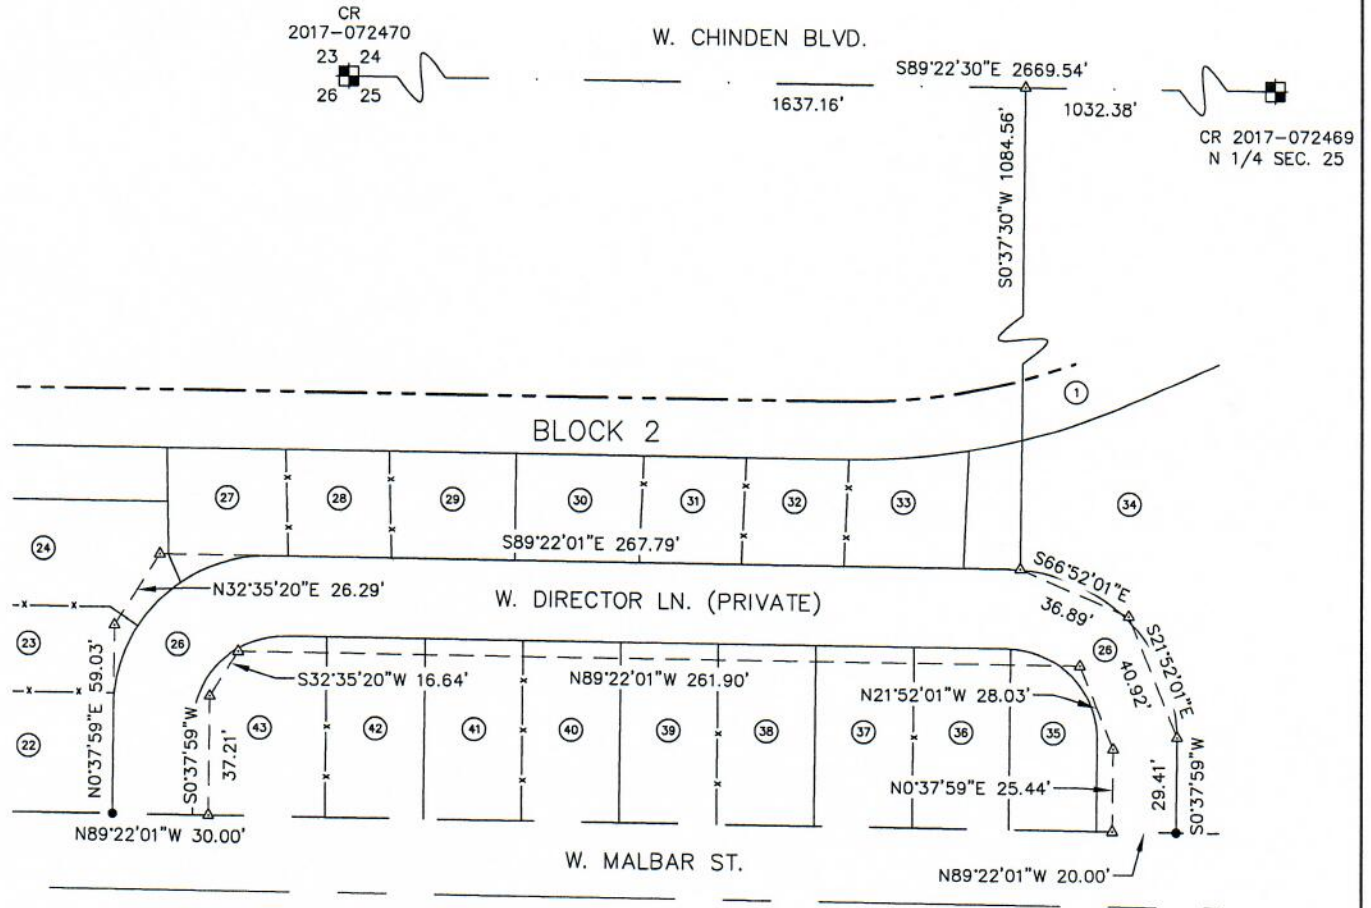 CR
2017-072470
23 24
26 25
W. CHINDEN BLVD.
S89°22'30"E 2669.54'
1637.16'
1032.38'
CR 2017-072469
N 1/4 SEC. 25
S0°37'30"W 1084.56'
1
BLOCK 2
27
28
29
30
31
32
33
34
24
S89°22'01"E 267.79'
S66°52'01"E
36.89'
N32°35'20"E 26.29'
W. DIRECTOR LN. (PRIVATE)
23
26
26
S21°52'01"E
40.92'
N0°37'59"E 59.03'
S32°35'20"W 16.64'
N89°22'01"W 261.90'
N21°52'01"W 28.03'
22
S0°37'59"W
37.21'
43
42
41
40
39
38
37
36
35
N0°37'59"E 25.44'
29.41'
S0°37'59"W
N89°22'01"W 30.00'
W. MALBAR ST.
N89°22'01"W 20.00'